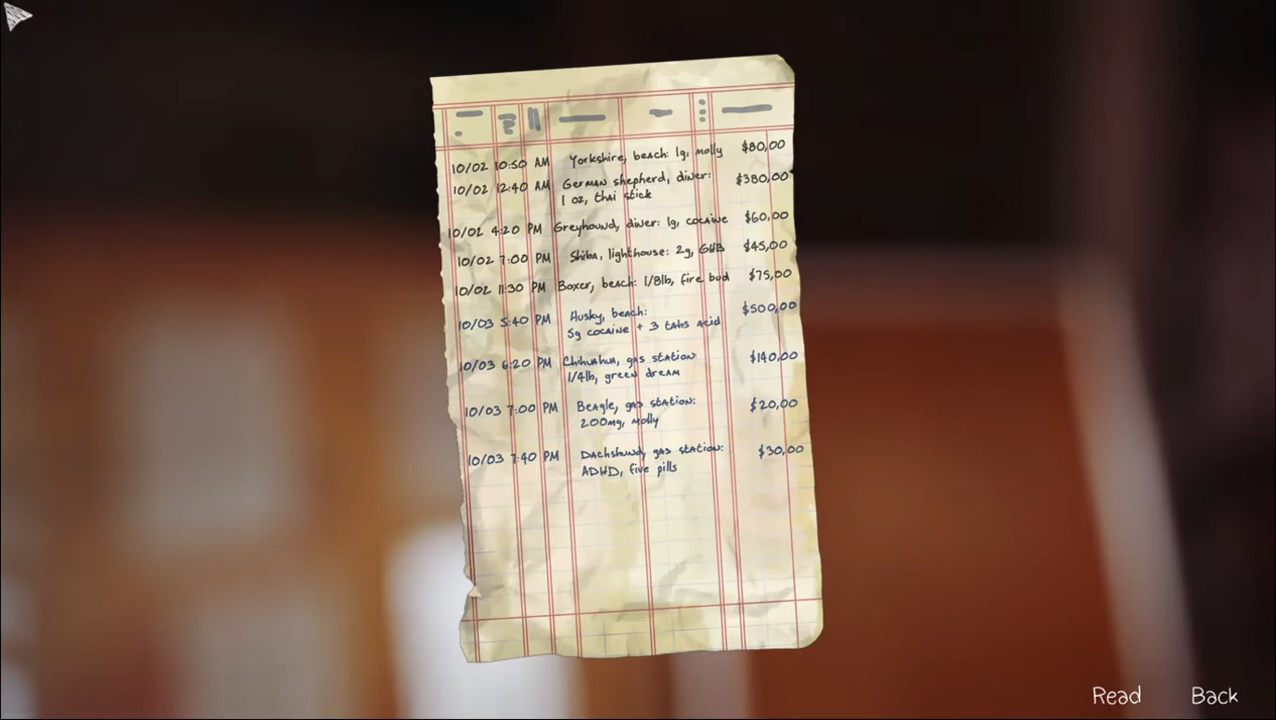 10/02 10:50 AM Yorkshire, beach: 1g, molly $80,00
10/02 12:40 AM German shepherd, diner: $380,00
1 oz, thai stick
10/02 4:20 PM Greyhound, diner: 1g, cocaine $60,00
10/02 7:00 PM Shiba, lighthouse: 2g, GHB $45,00
10/02 11:30 PM Boxer, beach: 1/8lb, fire bud $75,00
10/03 5:40 PM Husky, beach: $500,00
5g cocaine + 3 tabs acid
10/03 6:20 PM Chihuahua, gas station: $140,00
1/4lb, green dream
10/03 7:00 PM Beagle, gas station: $20,00
200mg, molly
10/03 7:40 PM Dachshund, gas station: $30,00
ADHD, five pills
Read Back